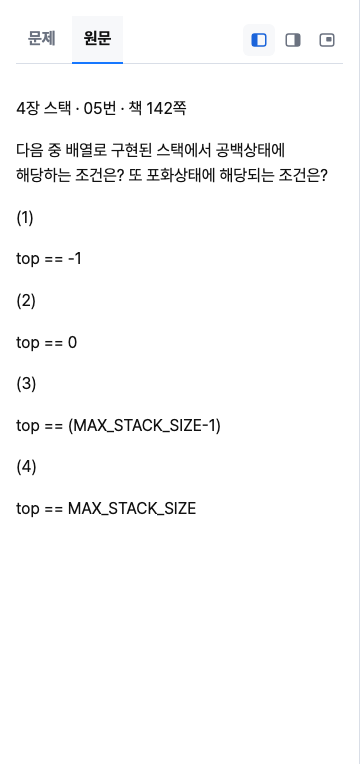 문제 원문
4장 스택 · 05번 · 책 142쪽
다음 중 배열로 구현된 스택에서 공백상태에
해당하는 조건은? 또 포화상태에 해당되는 조건은?
(1)
top == -1
(2)
top == 0
(3)
top == (MAX_STACK_SIZE-1)
(4)
top == MAX_STACK_SIZE